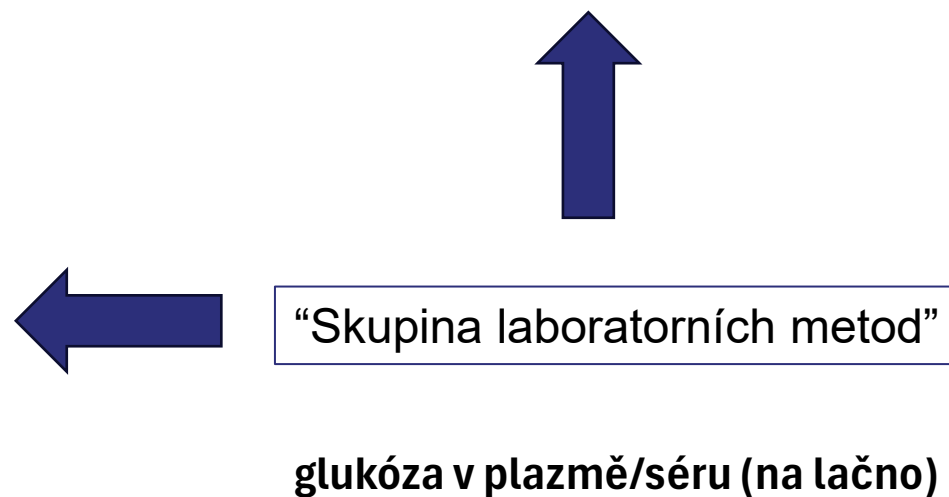 “Skupina laboratorních metod”
glukóza v plazmě/séru (na lačno)